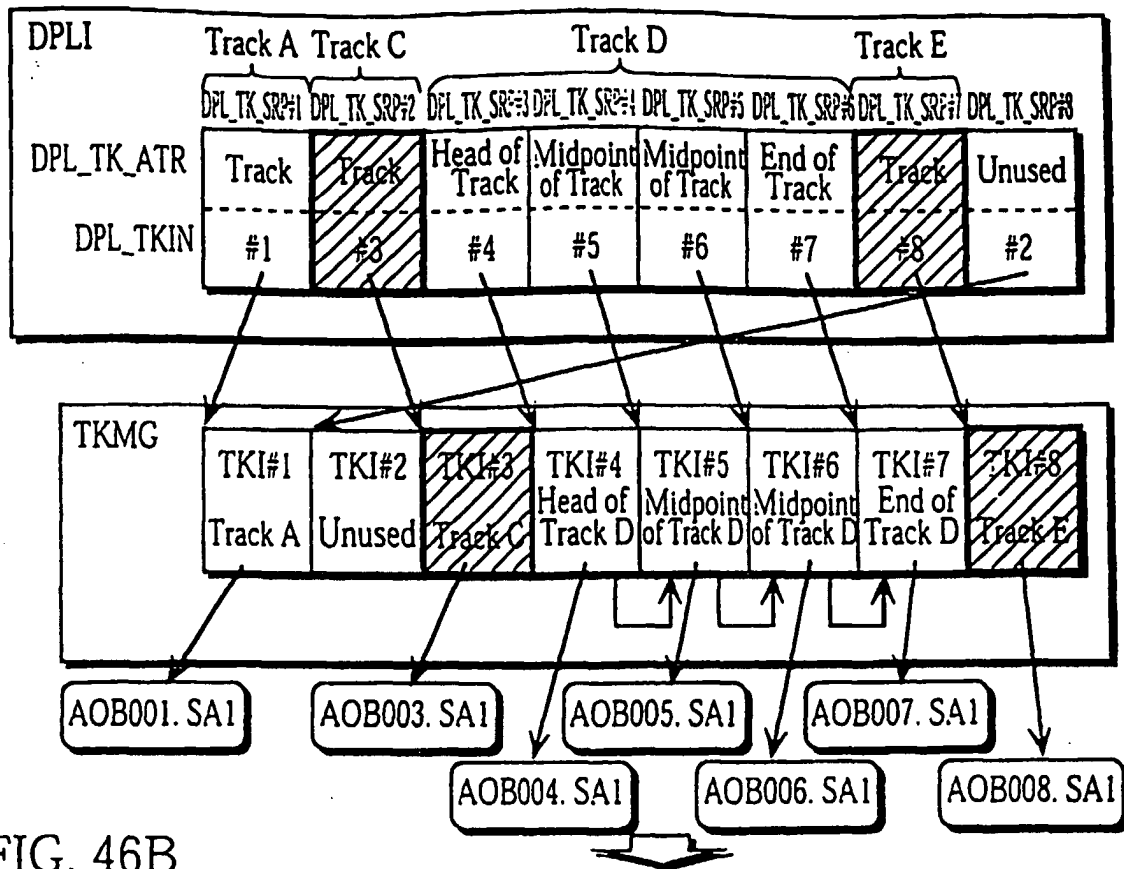 DPLI
Track A Track C Track D Track E
DPL_TK_SRP#1 DPL_TK_SRP#2 DPL_TK_SRP#3 DPL_TK_SRP#4 DPL_TK_SRP#5 DPL_TK_SRP#6 DPL_TK_SRP#7 DPL_TK_SRP#8
DPL_TK_ATR Track Track Head of Track Midpoint of Track Midpoint of Track End of Track Track Unused
DPL_TKIN #1 #3 #4 #5 #6 #7 #8 #2
TKMG
TKI#1 TKI#2 TKI#3 TKI#4 TKI#5 TKI#6 TKI#7 TKI#8
Track A Unused Track C Head of Track D Midpoint of Track D Midpoint of Track D End of Track D Track E
AOB001. SA1 AOB003. SA1 AOB005. SA1 AOB007. SA1
AOB004. SA1 AOB006. SA1 AOB008. SA1
FIG. 46B